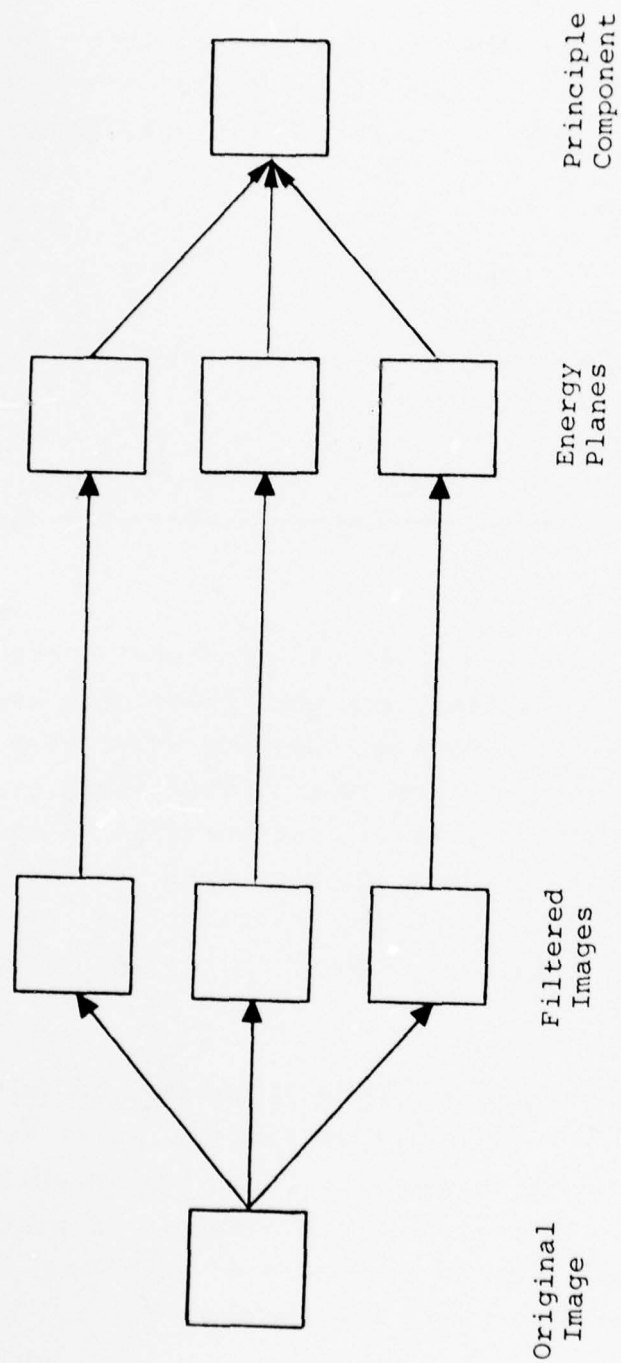 Original
Image
Filtered
Images
Energy
Planes
Principle
Component